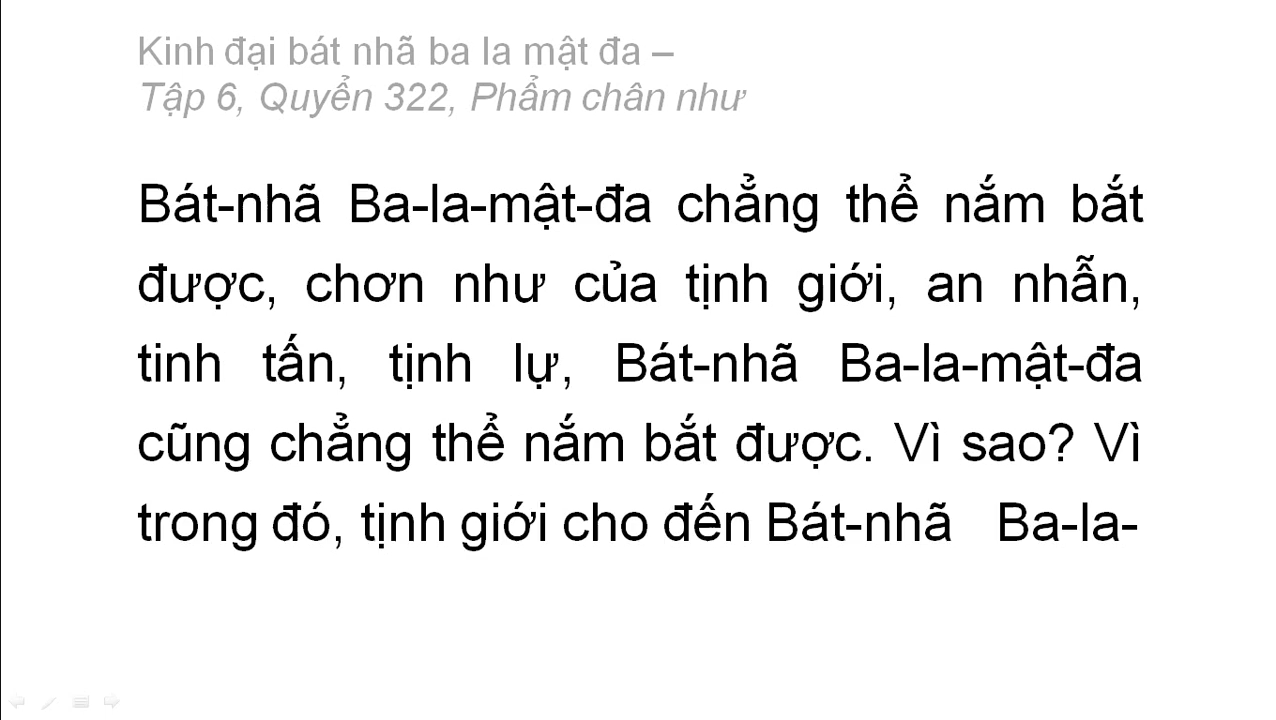 Kinh đại bát nhã ba la mật đa –
Tập 6, Quyển 322, Phẩm chân như
Bát-nhã Ba-la-mật-đa chẳng thể nắm bắt
được, chơn như của tịnh giới, an nhẫn,
tinh tấn, tịnh lự, Bát-nhã Ba-la-mật-đa
cũng chẳng thể nắm bắt được. Vì sao? Vì
trong đó, tịnh giới cho đến Bát-nhã Ba-la-